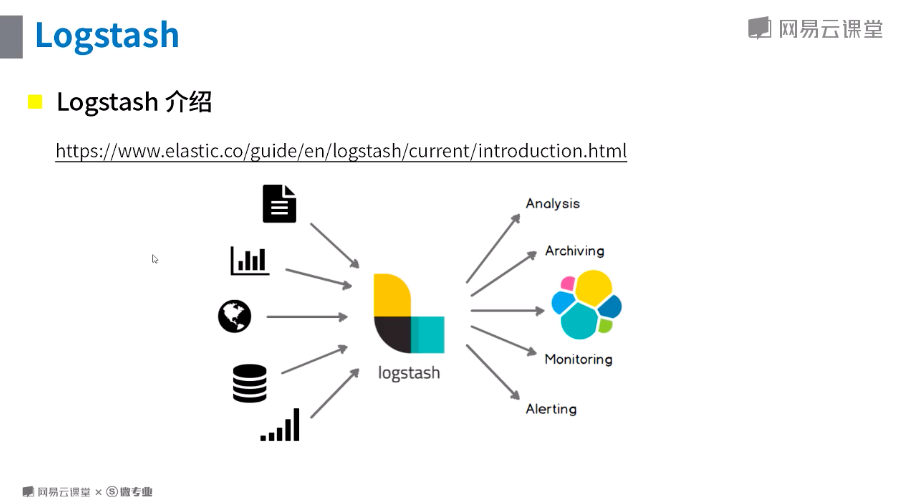 Logstash
网易云课堂
Logstash 介绍
https://www.elastic.co/guide/en/logstash/current/introduction.html
Analysis
Archiving
logstash
Monitoring
Alerting
网易云课堂 × S 微专业